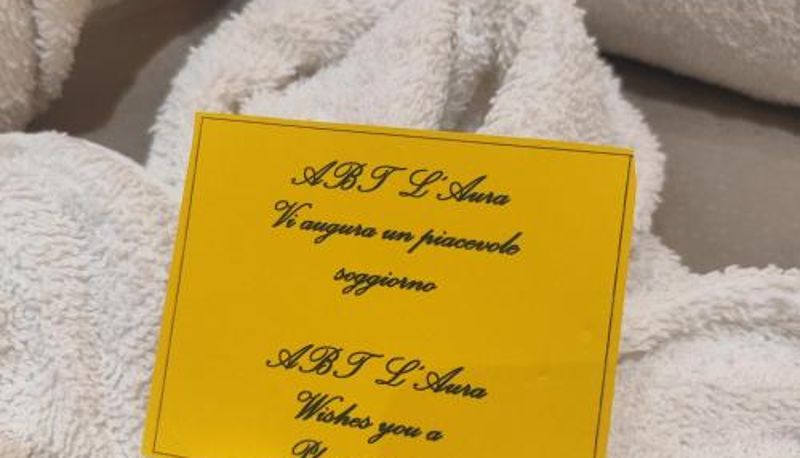 ABT L'Aura
Vi augura un piacevole
soggiorno
ABT L'Aura
Wishes you a